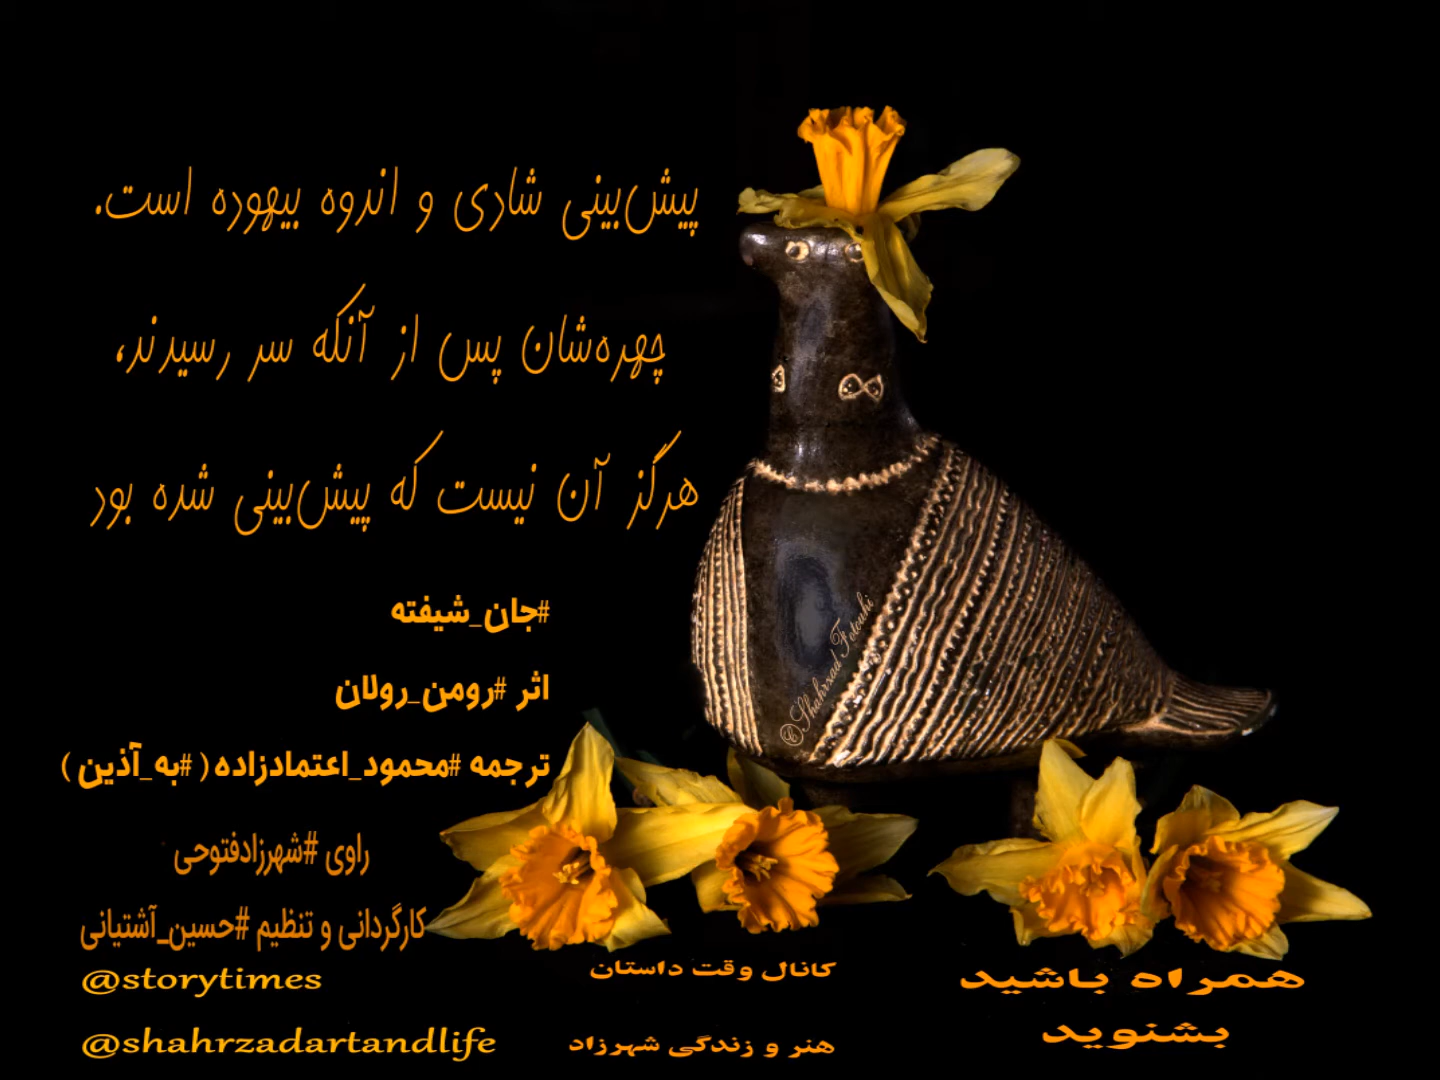 پیش‌بینی شادی و اندوه بیهوده است.
چهره‌شان پس از آنکه سر رسیدند،
هرگز آن نیست که پیش‌بینی شده بود
#جان_شیفته
اثر #رومن_رولان
ترجمه #محمود_اعتمادزاده ( #به_آذین )
راوی #شهرزادفتوحی
کارگردانی و تنظیم #حسین_آشتیانی
@storytimes
کانال وقت داستان
@shahrzadartandlife
هنر و زندگی شهرزاد
همراه باشید
بشنوید
©Shahrzad Fotouhi